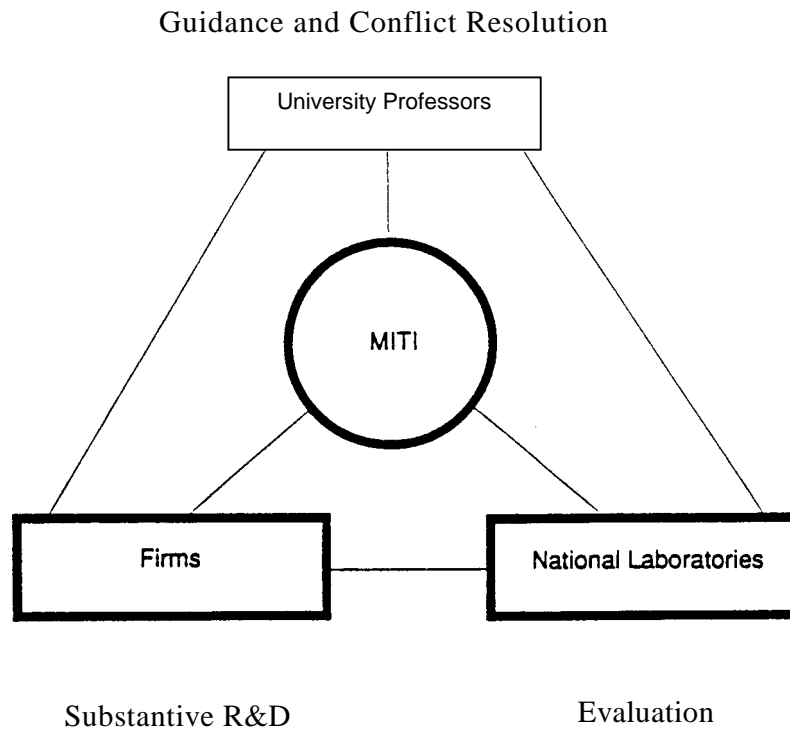 Guidance and Conflict Resolution
University Professors
MITI
Firms
National Laboratories
Substantive R&D
Evaluation